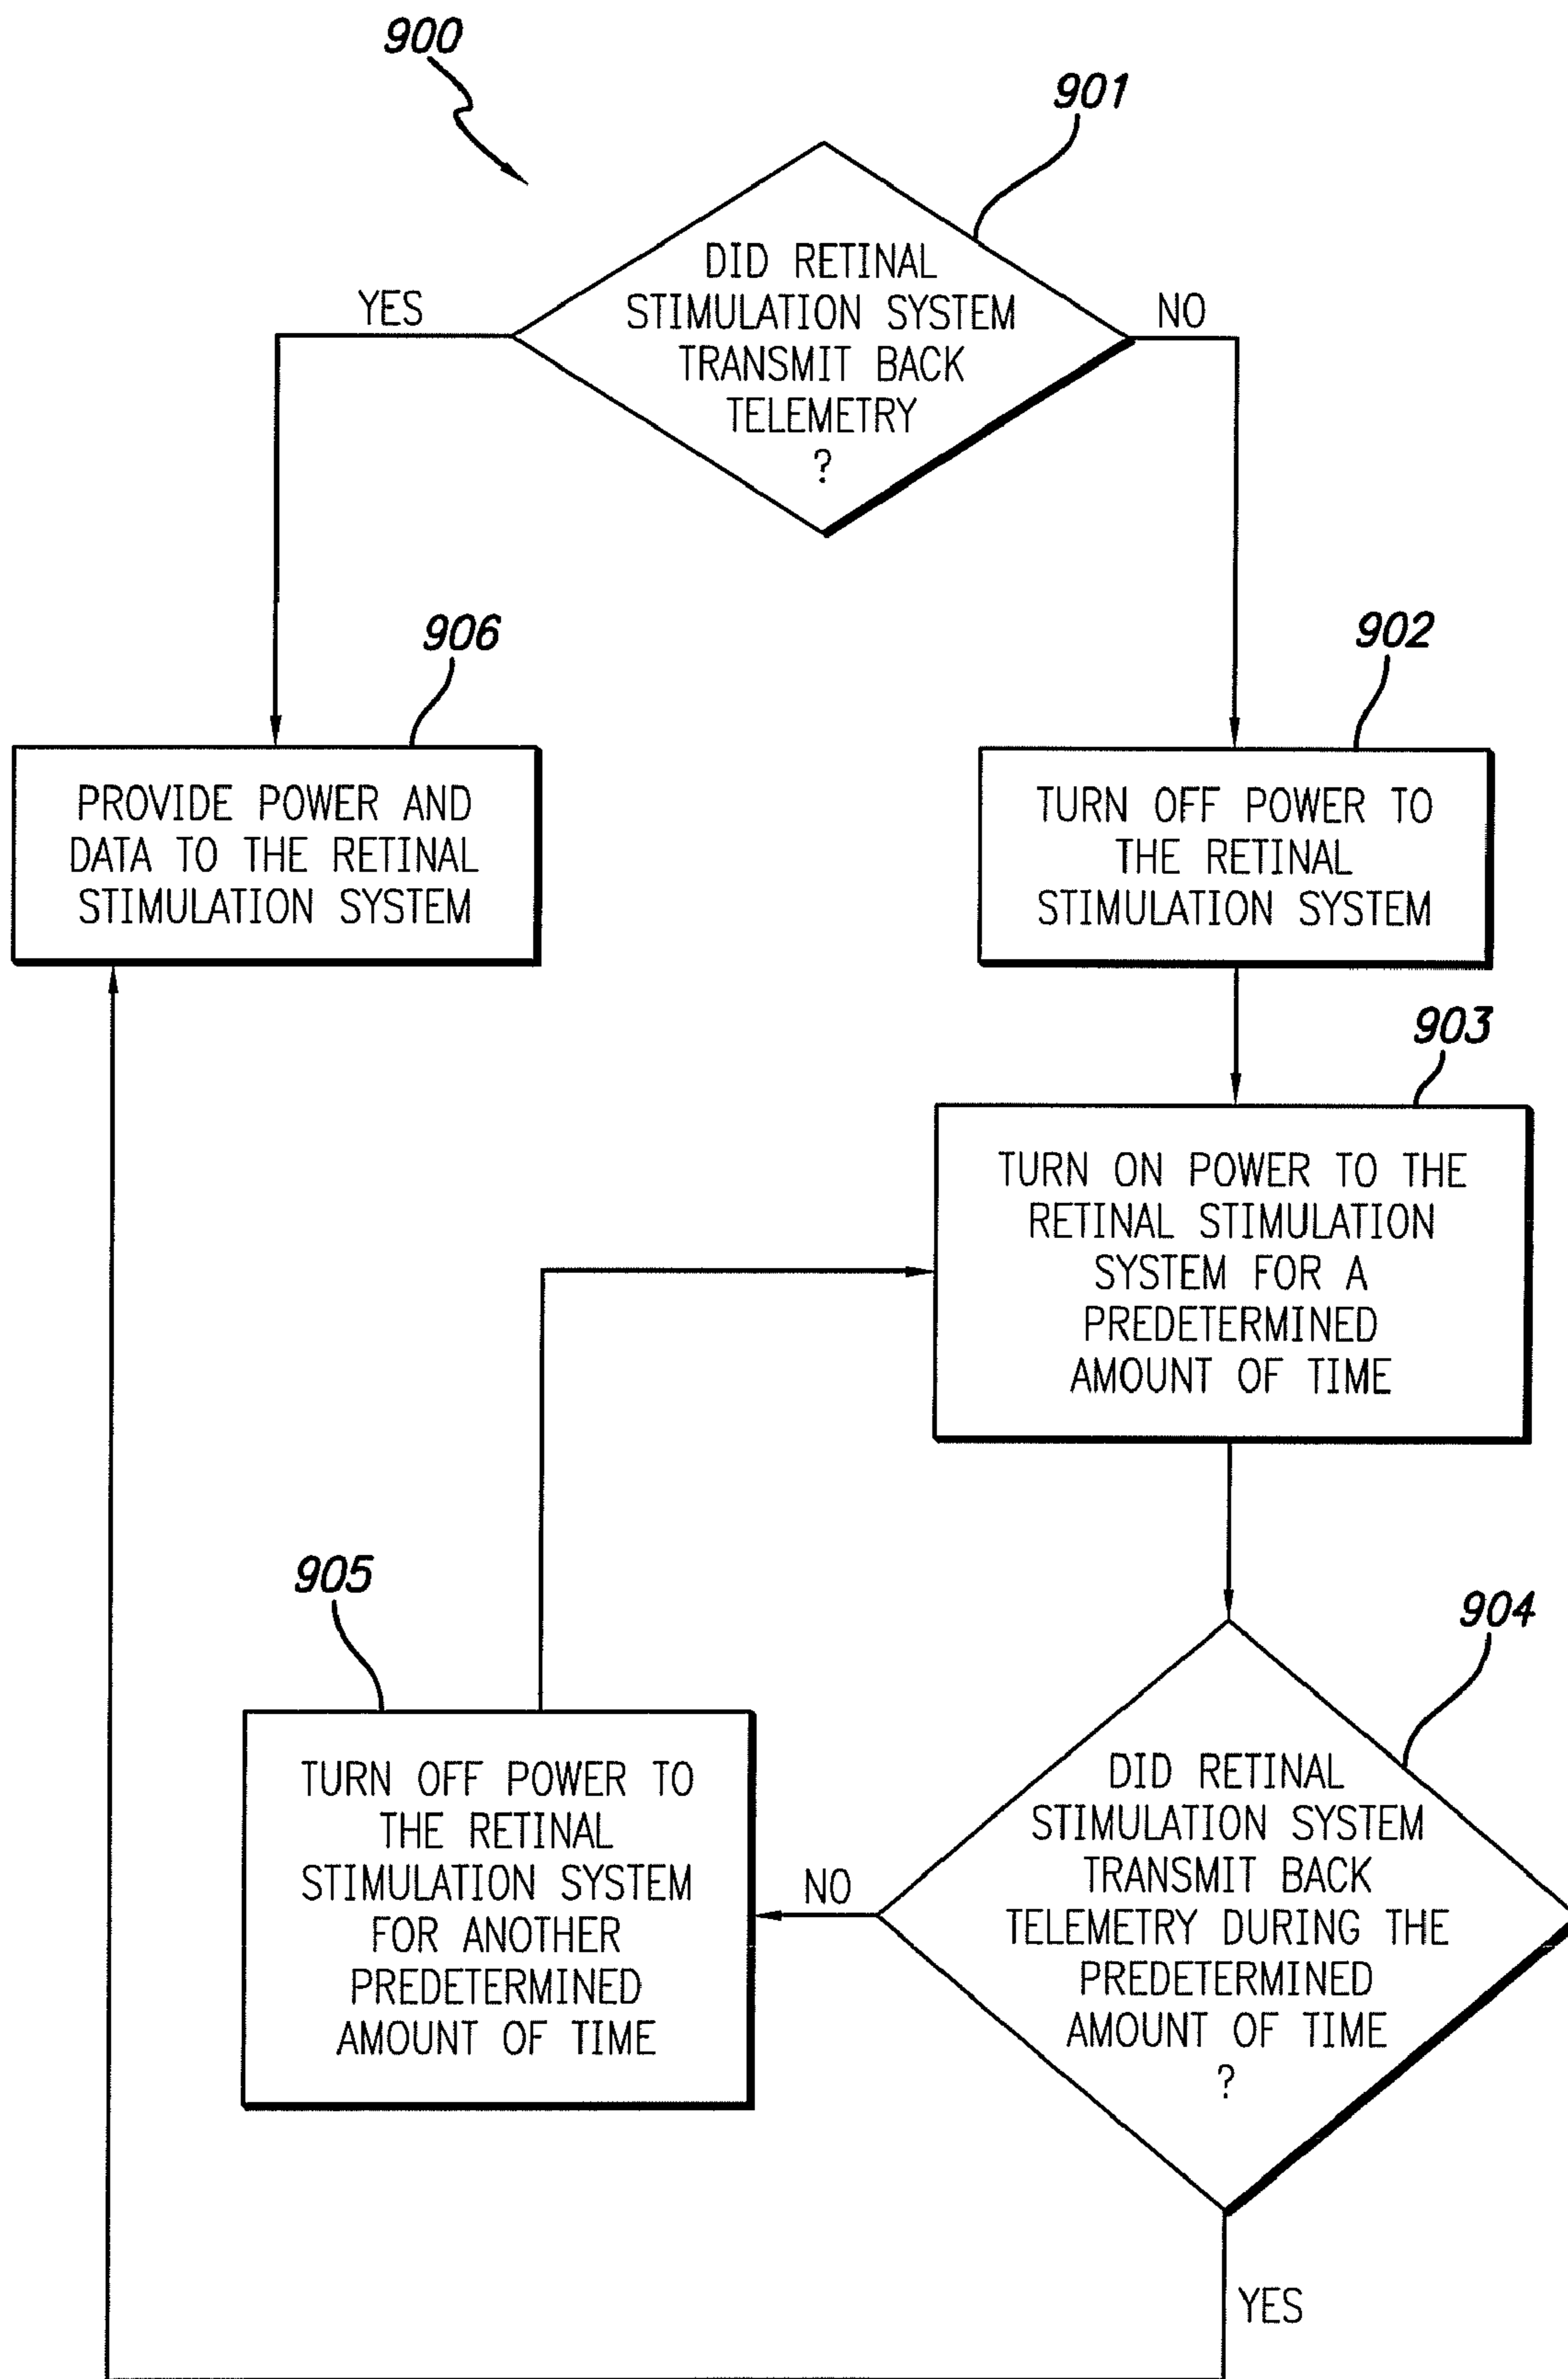 900
901
DID RETINAL
STIMULATION SYSTEM
TRANSMIT BACK
TELEMETRY
?
YES
NO
906
PROVIDE POWER AND
DATA TO THE RETINAL
STIMULATION SYSTEM
902
TURN OFF POWER TO
THE RETINAL
STIMULATION SYSTEM
903
TURN ON POWER TO THE
RETINAL STIMULATION
SYSTEM FOR A
PREDETERMINED
AMOUNT OF TIME
904
DID RETINAL
STIMULATION SYSTEM
TRANSMIT BACK
TELEMETRY DURING THE
PREDETERMINED
AMOUNT OF TIME
?
NO
905
TURN OFF POWER TO
THE RETINAL
STIMULATION SYSTEM
FOR ANOTHER
PREDETERMINED
AMOUNT OF TIME
YES